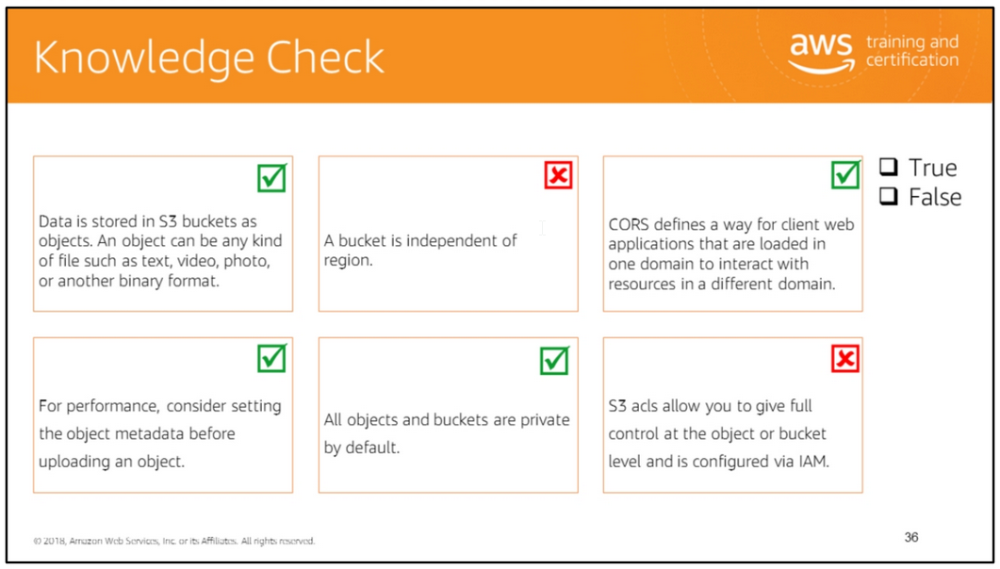 Knowledge Check
aws training and
certification
Data is stored in S3 buckets as
objects. An object can be any kind
of file such as text, video, photo,
or another binary format.
A bucket is independent of
region.
CORS defines a way for client web
applications that are loaded in
one domain to interact with
resources in a different domain.
True
False
For performance, consider setting
the object metadata before
uploading an object.
All objects and buckets are private
by default.
S3 acls allow you to give full
control at the object or bucket
level and is configured via IAM.
© 2018, Amazon Web Services, Inc. or its Affiliates. All rights reserved.
36